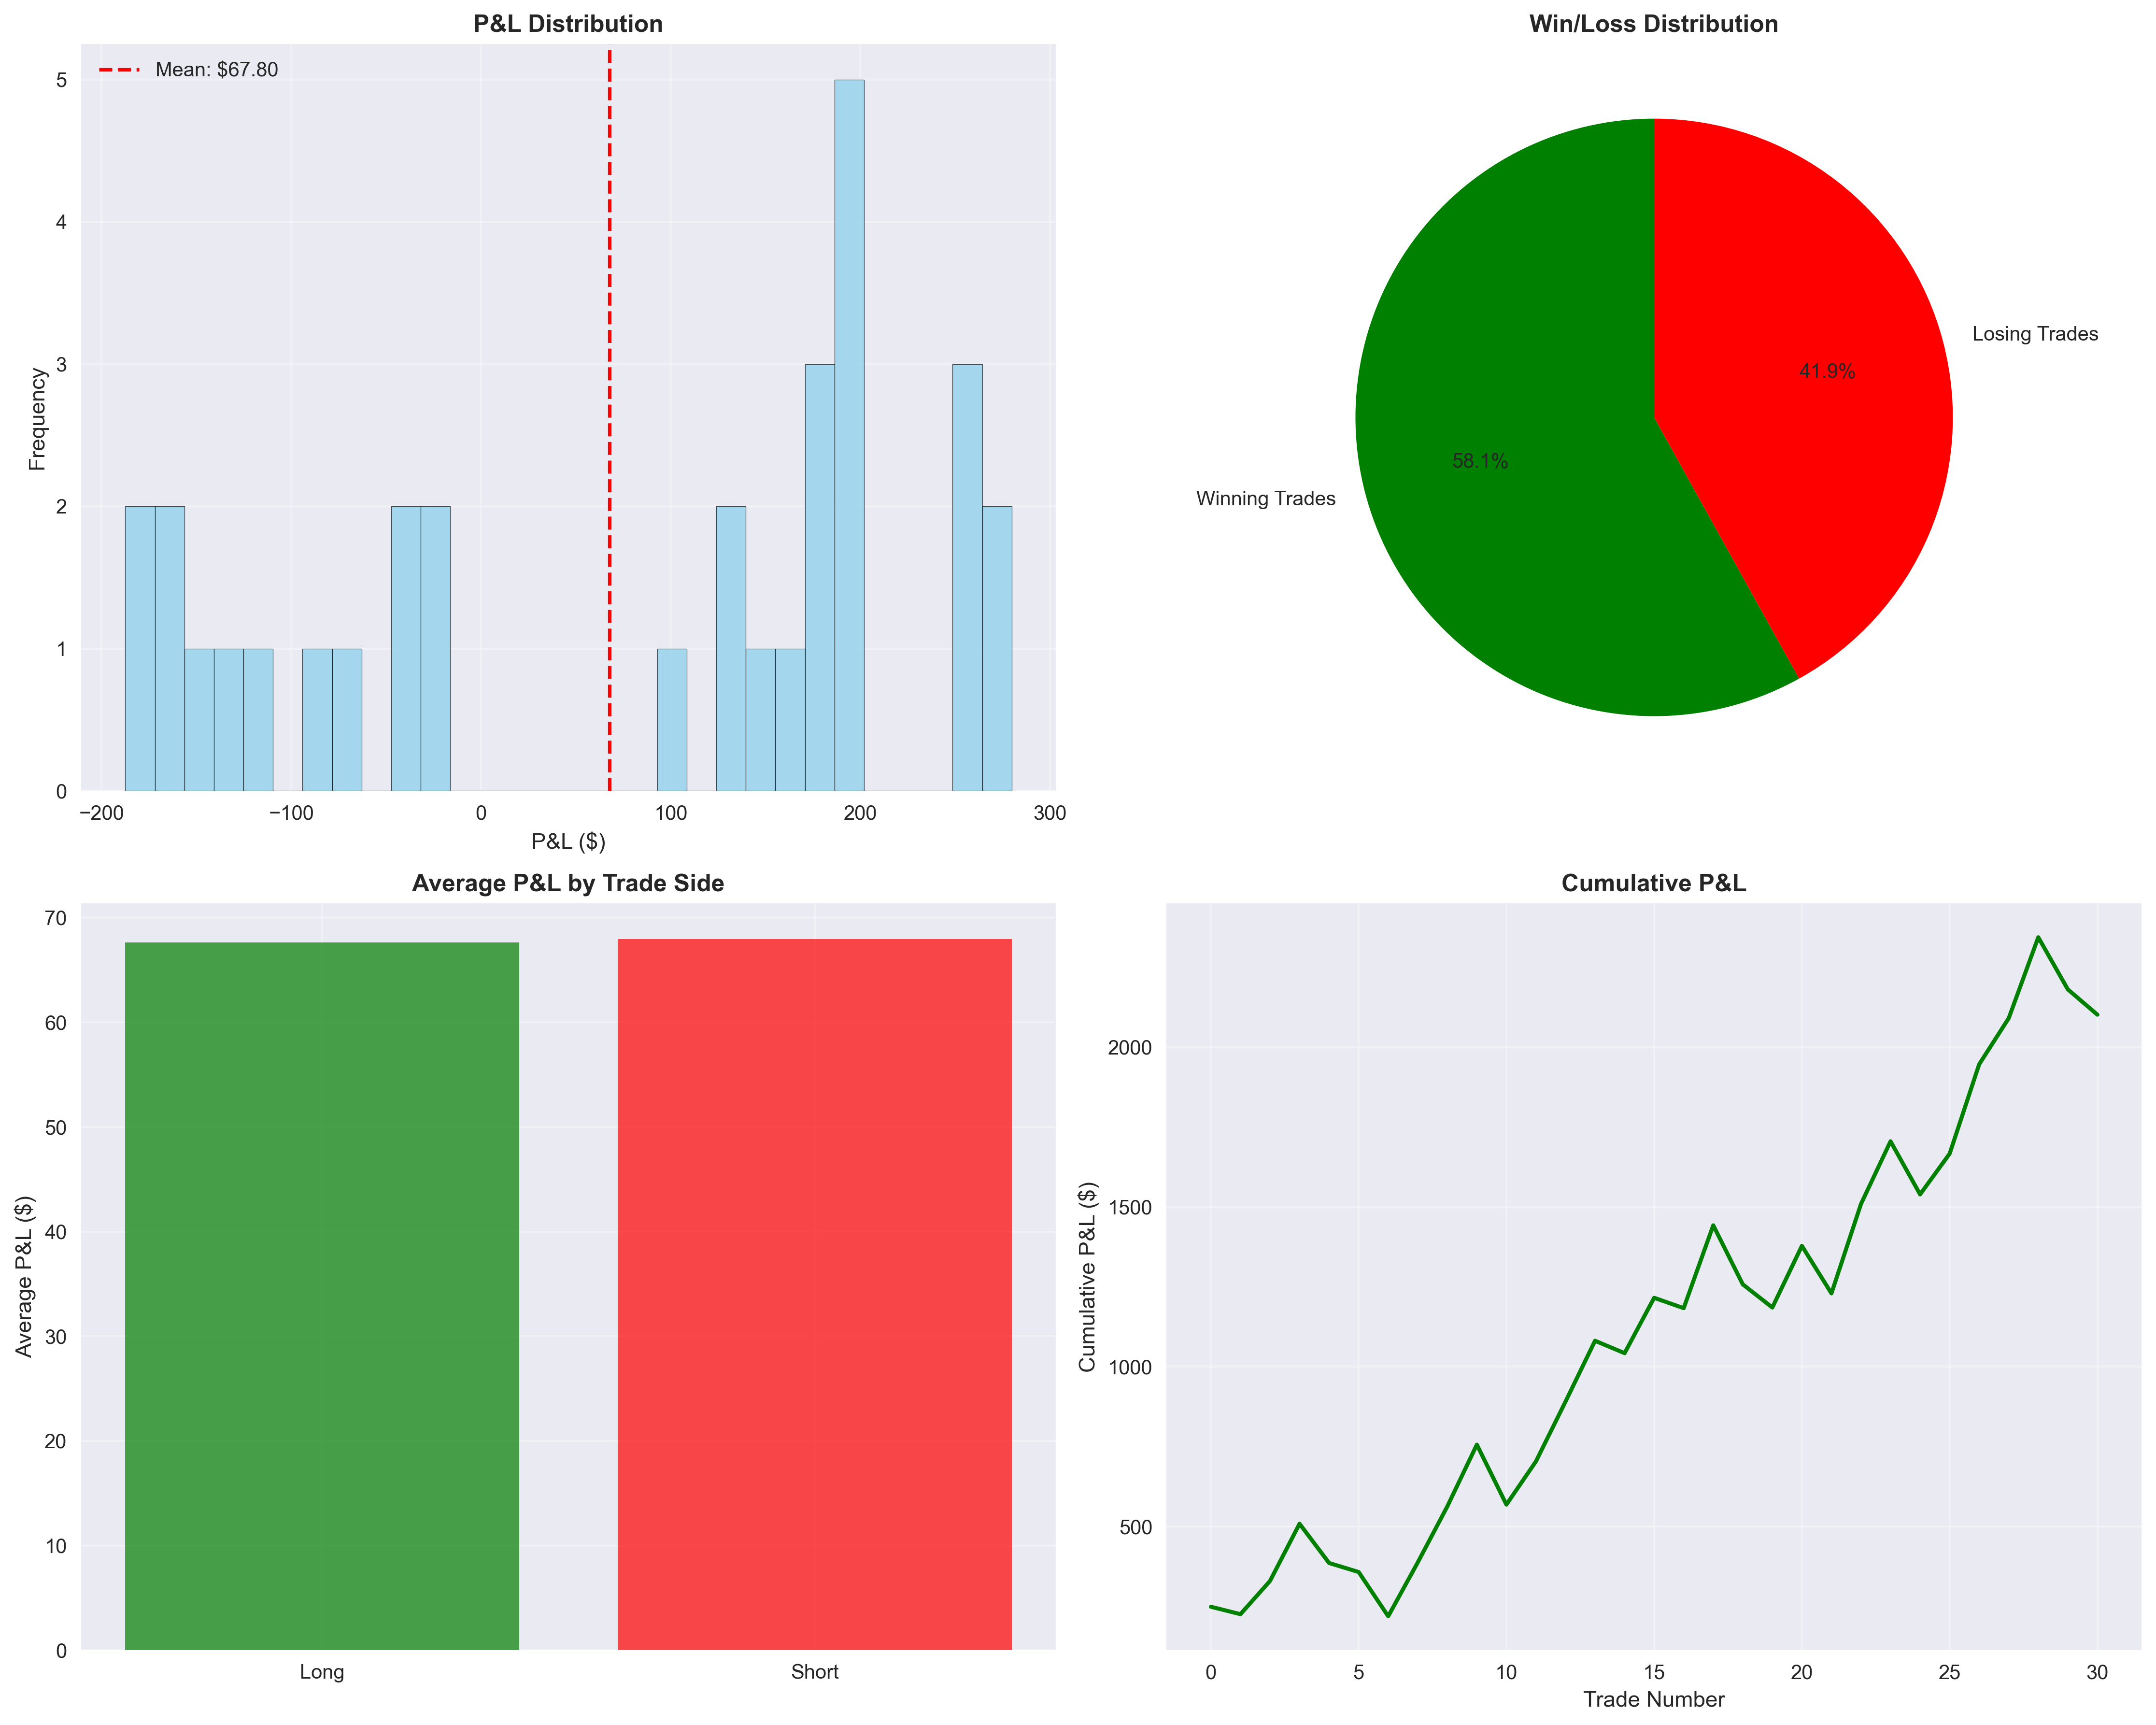 P&L Distribution
Mean: $67.80
5
4
3
2
1
0
Frequency
−200
−100
0
100
200
300
P&L ($)
Win/Loss Distribution
Losing Trades
41.9%
58.1%
Winning Trades
Average P&L by Trade Side
70
60
50
40
30
20
10
0
Average P&L ($)
Long
Short
Cumulative P&L
2000
1500
1000
500
Cumulative P&L ($)
0
5
10
15
20
25
30
Trade Number